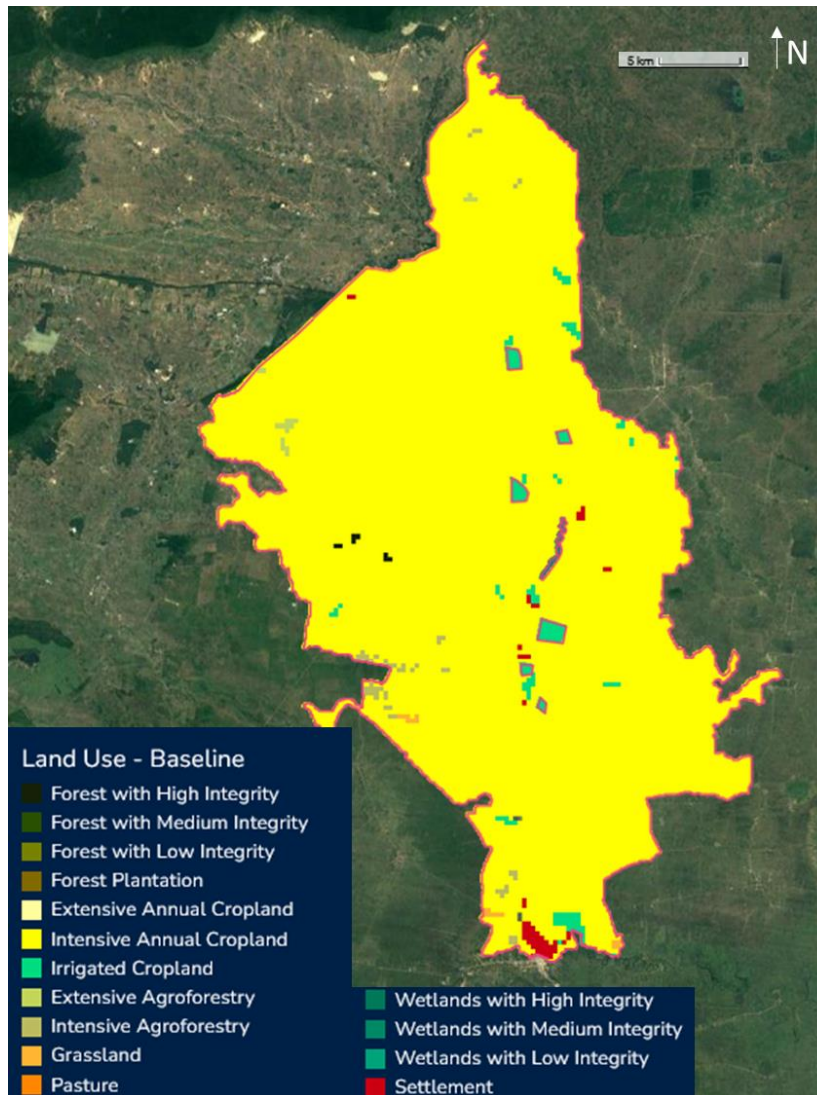 N
5 km
Land Use - Baseline
Forest with High Integrity
Forest with Medium Integrity
Forest with Low Integrity
Forest Plantation
Extensive Annual Cropland
Intensive Annual Cropland
Irrigated Cropland
Extensive Agroforestry
Intensive Agroforestry
Grassland
Pasture
Wetlands with High Integrity
Wetlands with Medium Integrity
Wetlands with Low Integrity
Settlement